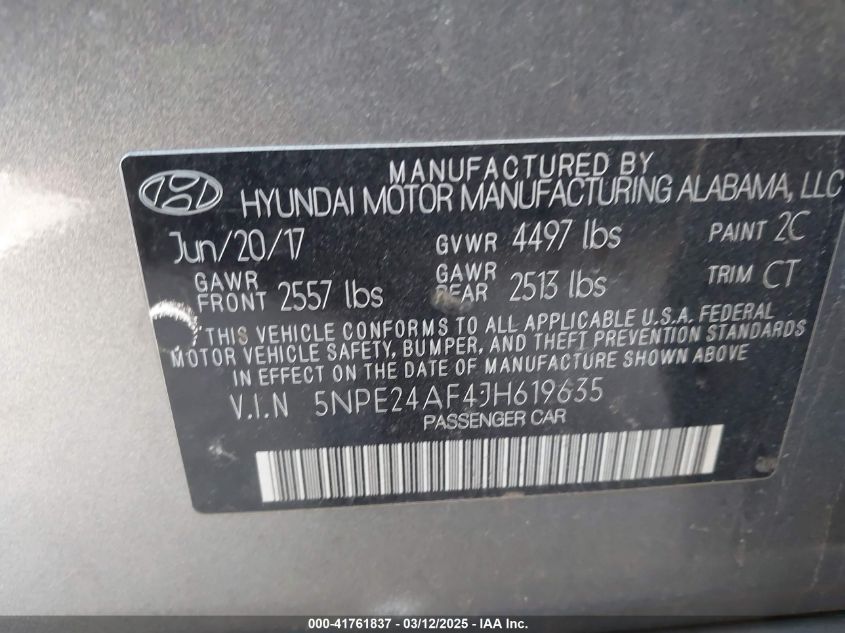 MANUFACTURED BY
HYUNDAI MOTOR MANUFACTURING ALABAMA, LLC
Jun/20/17 GVWR 4497 lbs PAINT 2C
GAWR FRONT 2557 lbs GAWR REAR 2513 lbs TRIM CT
THIS VEHICLE CONFORMS TO ALL APPLICABLE U.S.A. FEDERAL
MOTOR VEHICLE SAFETY, BUMPER, AND THEFT PREVENTION STANDARDS
IN EFFECT ON THE DATE OF MANUFACTURE SHOWN ABOVE
V.I.N 5NPE24AF4JH619635
PASSENGER CAR
000-41761837 - 03/12/2025 - IAA Inc.